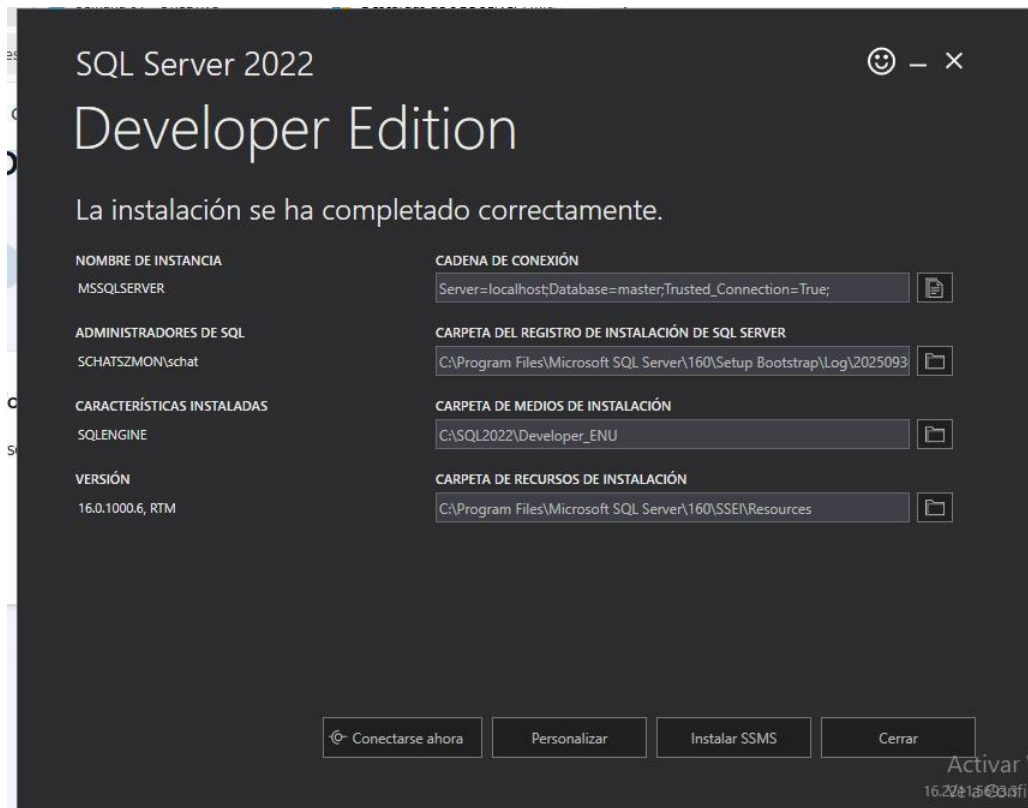 SQL Server 2022
Developer Edition
La instalación se ha completado correctamente.
NOMBRE DE INSTANCIA
MSSQLSERVER
CADENA DE CONEXIÓN
Server=localhost;Database=master;Trusted_Connection=True;
ADMINISTRADORES DE SQL
SCHATSZMON\schat
CARPETA DEL REGISTRO DE INSTALACIÓN DE SQL SERVER
C:\Program Files\Microsoft SQL Server\160\Setup Bootstrap\Log\20250930
CARACTERÍSTICAS INSTALADAS
SQLENGINE
CARPETA DE MEDIOS DE INSTALACIÓN
C:\SQL2022\Developer_ENU
VERSIÓN
16.0.1000.6, RTM
CARPETA DE RECURSOS DE INSTALACIÓN
C:\Program Files\Microsoft SQL Server\160\SSEI\Resources
Conectarse ahora
Personalizar
Instalar SSMS
Cerrar
Activar